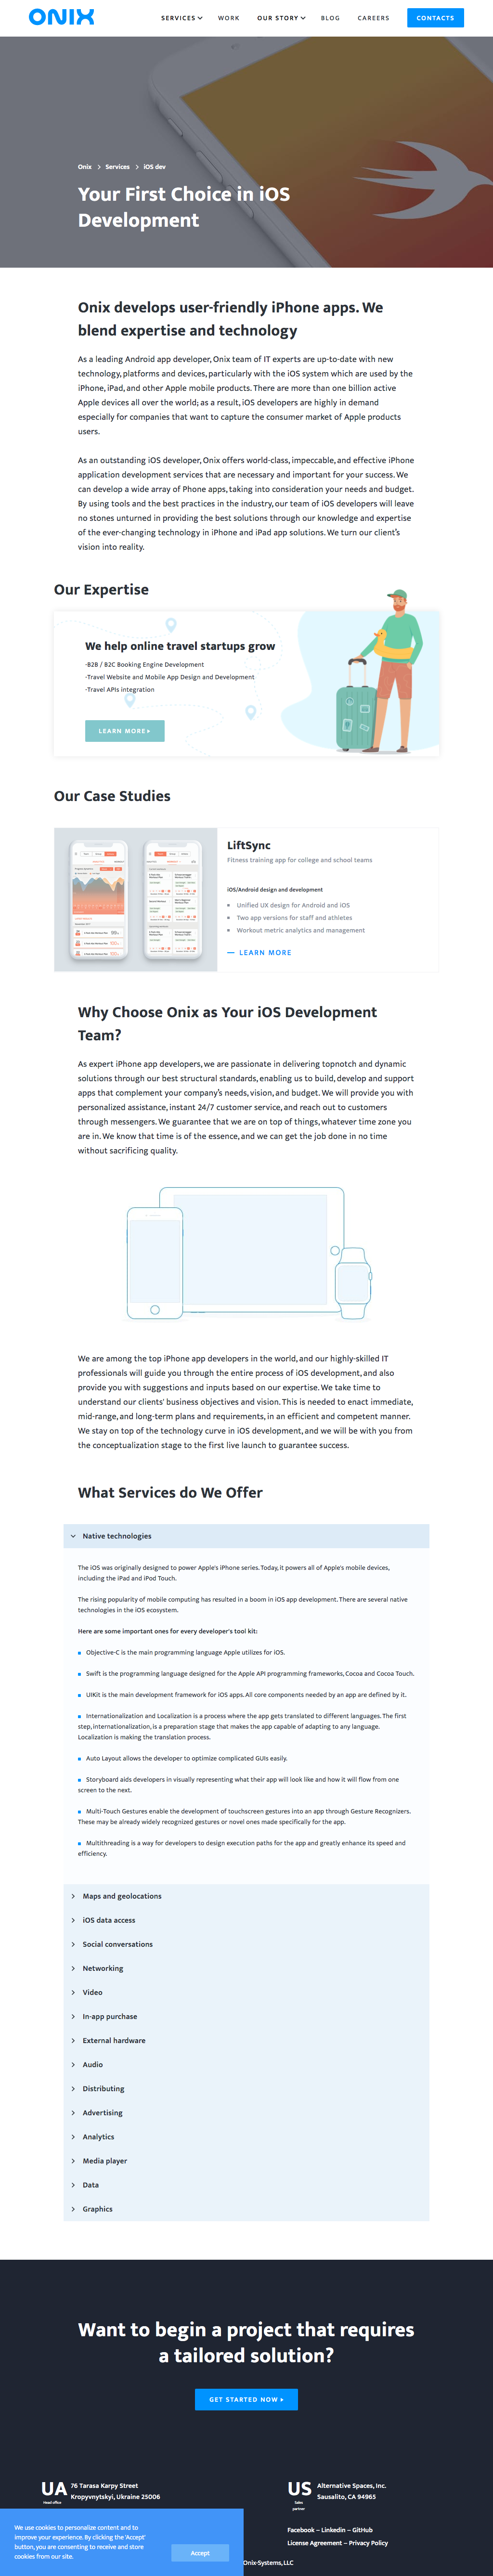 ONIX
SERVICES WORK OUR STORY BLOG CAREERS CONTACTS
Onix > Services > iOS dev
Your First Choice in iOS
Development
Onix develops user-friendly iPhone apps. We
blend expertise and technology
As a leading Android app developer, Onix team of IT experts are up-to-date with new
technology, platforms and devices, particularly with the iOS system which are used by the
iPhone, iPad, and other Apple mobile products. There are more than one billion active
Apple devices all over the world; as a result, iOS developers are highly in demand
especially for companies that want to capture the consumer market of Apple products
users.
As an outstanding iOS developer, Onix offers world-class, impeccable, and effective iPhone
application development services that are necessary and important for your success. We
can develop a wide array of Phone apps, taking into consideration your needs and budget.
By using tools and the best practices in the industry, our team of iOS developers will leave
no stones unturned in providing the best solutions through our knowledge and expertise
of the ever-changing technology in iPhone and iPad app solutions. We turn our client's
vision into reality.
Our Expertise
We help online travel startups grow
-B2B / B2C Booking Engine Development
-Travel Website and Mobile App Design and Development
-Travel APIs integration
LEARN MORE
Our Case Studies
LiftSync
Fitness training app for college and school teams
iOS/Android design and development
Unified UX design for Android and iOS
Two app versions for staff and athletes
Workout metric analytics and management
LEARN MORE
Why Choose Onix as Your iOS Development
Team?
As expert iPhone app developers, we are passionate in delivering topnotch and dynamic
solutions through our best structural standards, enabling us to build, develop and support
apps that complement your company's needs, vision, and budget. We will provide you with
personalized assistance, instant 24/7 customer service, and reach out to customers
through messengers. We guarantee that we are on top of things, whatever time zone you
are in. We know that time is of the essence, and we can get the job done in no time
without sacrificing quality.
We are among the top iPhone app developers in the world, and our highly-skilled IT
professionals will guide you through the entire process of iOS development, and also
provide you with suggestions and inputs based on our expertise. We take time to
understand our clients' business objectives and vision. This is needed to enact immediate,
mid-range, and long-term plans and requirements, in an efficient and competent manner.
We stay on top of the technology curve in iOS development, and we will be with you from
the conceptualization stage to the first live launch to guarantee success.
What Services do We Offer
Native technologies
The iOS was originally designed to power Apple's iPhone series. Today, it powers all of Apple's mobile devices,
including the iPad and iPod Touch.
The rising popularity of mobile computing has resulted in a boom in iOS app development. There are several native
technologies in the iOS ecosystem.
Here are some important ones for every developer's tool kit:
Objective-C is the main programming language Apple utilizes for iOS.
Swift is the programming language designed for the Apple API programming frameworks, Cocoa and Cocoa Touch.
UIKit is the main development framework for iOS apps. All core components needed by an app are defined by it.
Internationalization and Localization is a process where the app gets translated to different languages. The first
step, internationalization, is a preparation stage that makes the app capable of adapting to any language.
Localization is making the translation process.
Auto Layout allows the developer to optimize complicated GUIs easily.
Storyboard aids developers in visually representing what their app will look like and how it will flow from one
screen to the next.
Multi-Touch Gestures enable the development of touchscreen gestures into an app through Gesture Recognizers.
These may be already widely recognized gestures or novel ones made specifically for the app.
Multithreading is a way for developers to design execution paths for the app and greatly enhance its speed and
efficiency.
Maps and geolocations
iOS data access
Social conversations
Networking
Video
In-app purchase
External hardware
Audio
Distributing
Advertising
Analytics
Media player
Data
Graphics
Want to begin a project that requires
a tailored solution?
GET STARTED NOW
UA 76 Tarasa Karpy Street
Kropyvnytskyi, Ukraine 25006
Head office
US Alternative Spaces, Inc.
Sausalito, CA 94965
Sales
partner
Facebook – Linkedin – GitHub
License Agreement – Privacy Policy
Onix-Systems, LLC
We use cookies to personalize content and to
improve your experience. By clicking the 'Accept'
button, you are consenting to receive and store
cookies from our site.
Accept